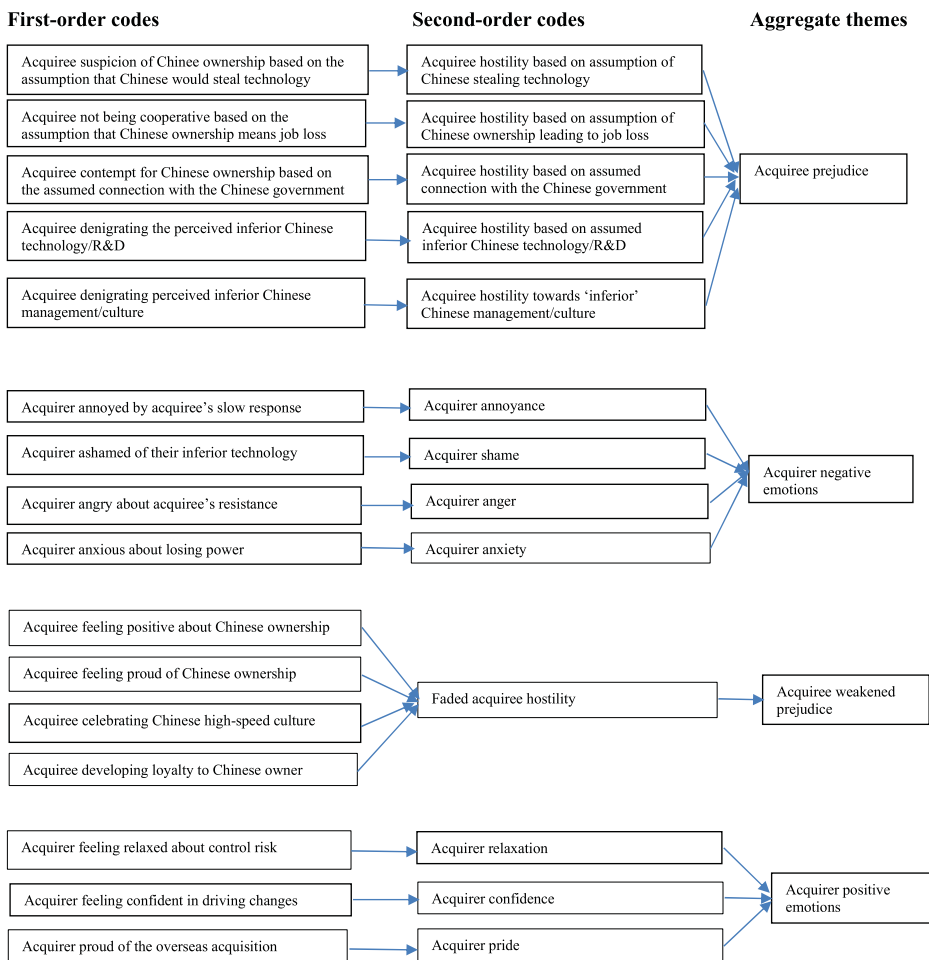 First-order codes
Second-order codes
Aggregate themes
Acquiree suspicion of Chinee ownership based on the
assumption that Chinese would steal technology
Acquiree hostility based on assumption of
Chinese stealing technology
Acquiree not being cooperative based on the
assumption that Chinese ownership means job loss
Acquiree hostility based on assumption of
Chinese ownership leading to job loss
Acquiree contempt for Chinese ownership based on
the assumed connection with the Chinese government
Acquiree hostility based on assumed
connection with the Chinese government
Acquiree prejudice
Acquiree denigrating the perceived inferior Chinese
technology/R&D
Acquiree hostility based on assumed
inferior Chinese technology/R&D
Acquiree denigrating perceived inferior Chinese
management/culture
Acquiree hostility towards ‘inferior’
Chinese management/culture
Acquirer annoyed by acquiree’s slow response
Acquirer annoyance
Acquirer ashamed of their inferior technology
Acquirer shame
Acquirer negative
emotions
Acquirer angry about acquiree’s resistance
Acquirer anger
Acquirer anxious about losing power
Acquirer anxiety
Acquiree feeling positive about Chinese ownership
Acquiree feeling proud of Chinese ownership
Faded acquiree hostility
Acquiree weakened
prejudice
Acquiree celebrating Chinese high-speed culture
Acquiree developing loyalty to Chinese owner
Acquirer feeling relaxed about control risk
Acquirer relaxation
Acquirer feeling confident in driving changes
Acquirer confidence
Acquirer positive
emotions
Acquirer proud of the overseas acquisition
Acquirer pride